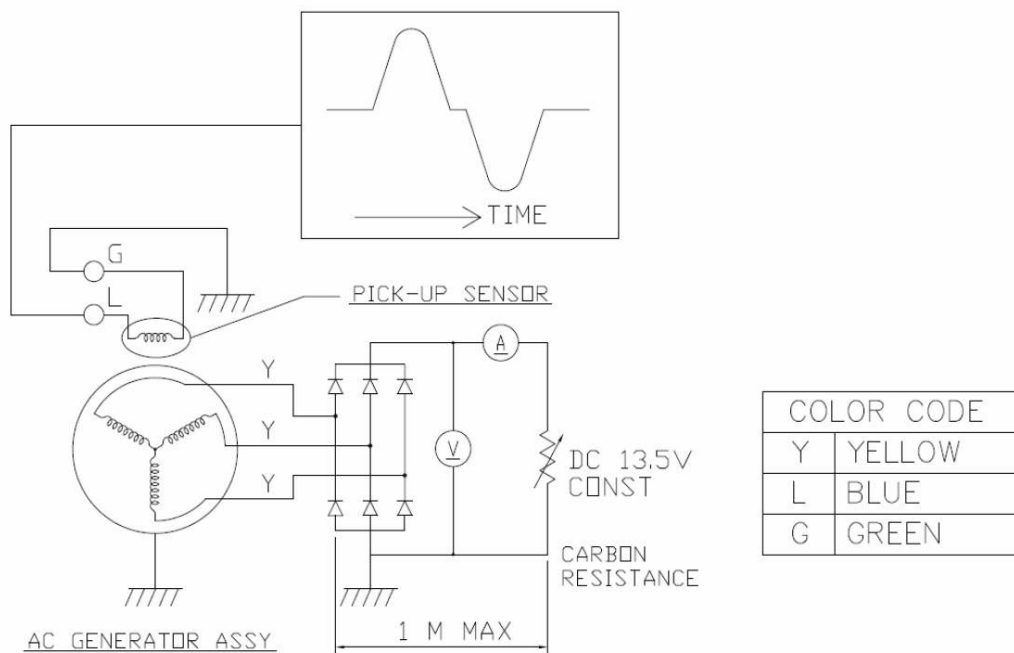 TIME
G
L
PICK-UP SENSOR
Y
Y
Y
A
V
DC 13.5V
CONST
CARBON
RESISTANCE
1 M MAX
AC GENERATOR ASSY
COLOR CODE
Y YELLOW
L BLUE
G GREEN